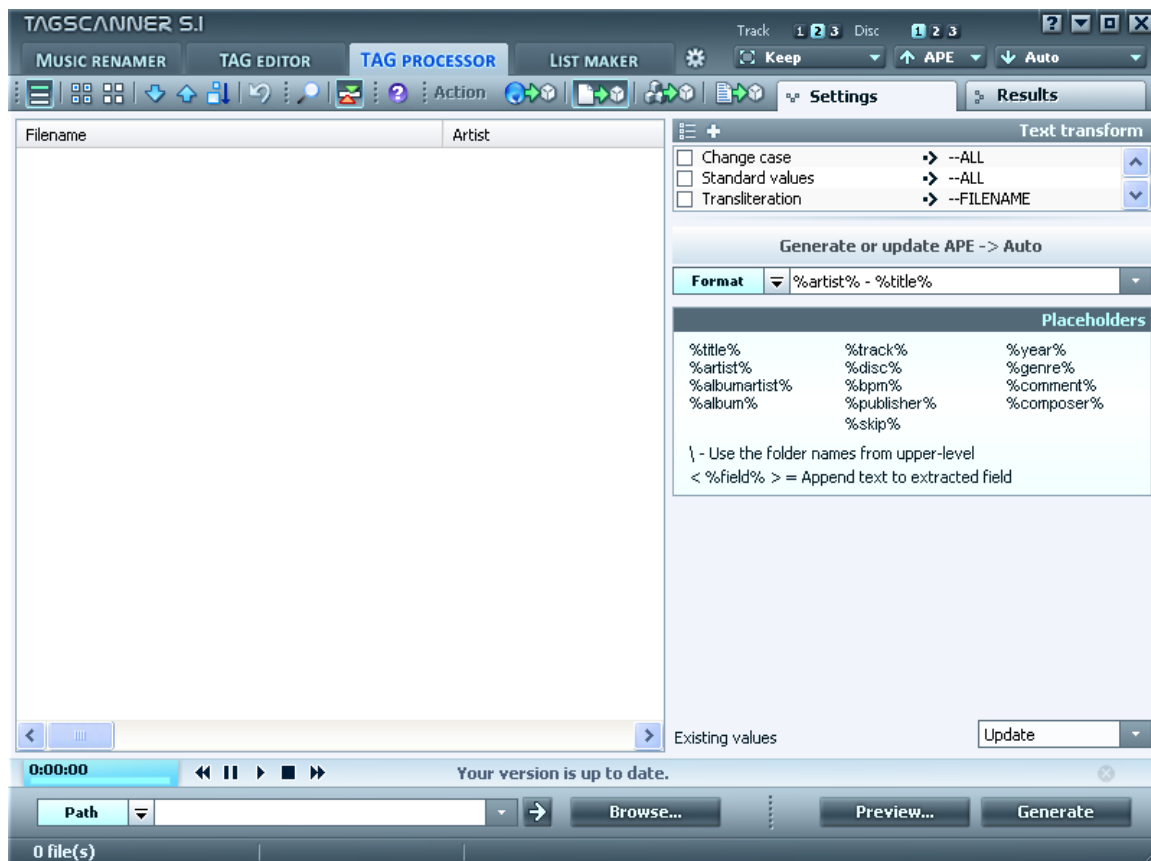 TAGSCANNER 5.1
Track 1 2 3 Disc 1 2 3
MUSIC RENAMER TAG EDITOR TAG PROCESSOR LIST MAKER Keep APE Auto
Action Settings Results
Filename Artist
Text transform
Change case --ALL
Standard values --ALL
Transliteration --FILENAME
Generate or update APE -> Auto
Format %artist% - %title%
Placeholders
%title% %track% %year%
%artist% %disc% %genre%
%albumartist% %bpm% %comment%
%album% %publisher% %composer%
%skip%
\ - Use the folder names from upper-level
< %field% > = Append text to extracted field
Existing values Update
0:00:00 Your version is up to date.
Path Browse... Preview... Generate
0 file(s)